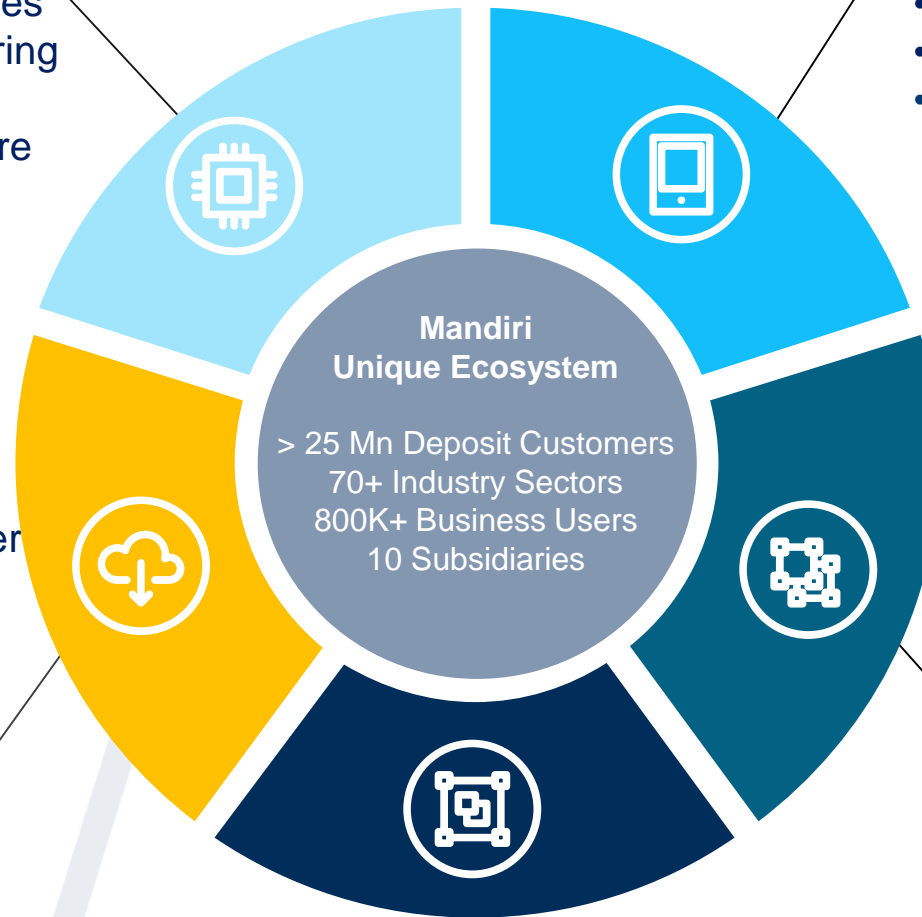 Mandiri
Unique Ecosystem
> 25 Mn Deposit Customers
70+ Industry Sectors
800K+ Business Users
10 Subsidiaries